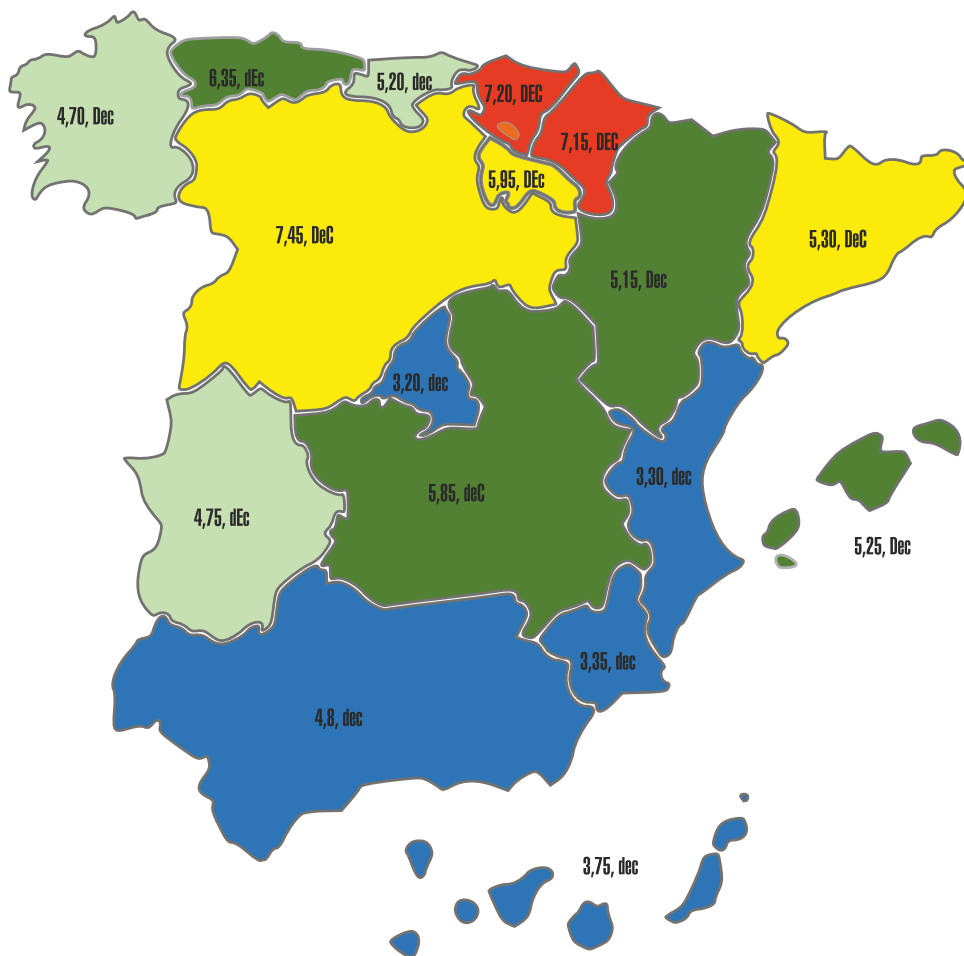 6,35, dEc
5,20, dec
7,20, DEC
4,70, Dec
7,15, DEC
5,95, DEc
7,45, DeC
5,30, DeC
5,15, Dec
3,20, dec
3,30, dec
5,85, deC
4,75, dEc
5,25, Dec
3,35, dec
4,8, dec
3,75, dec